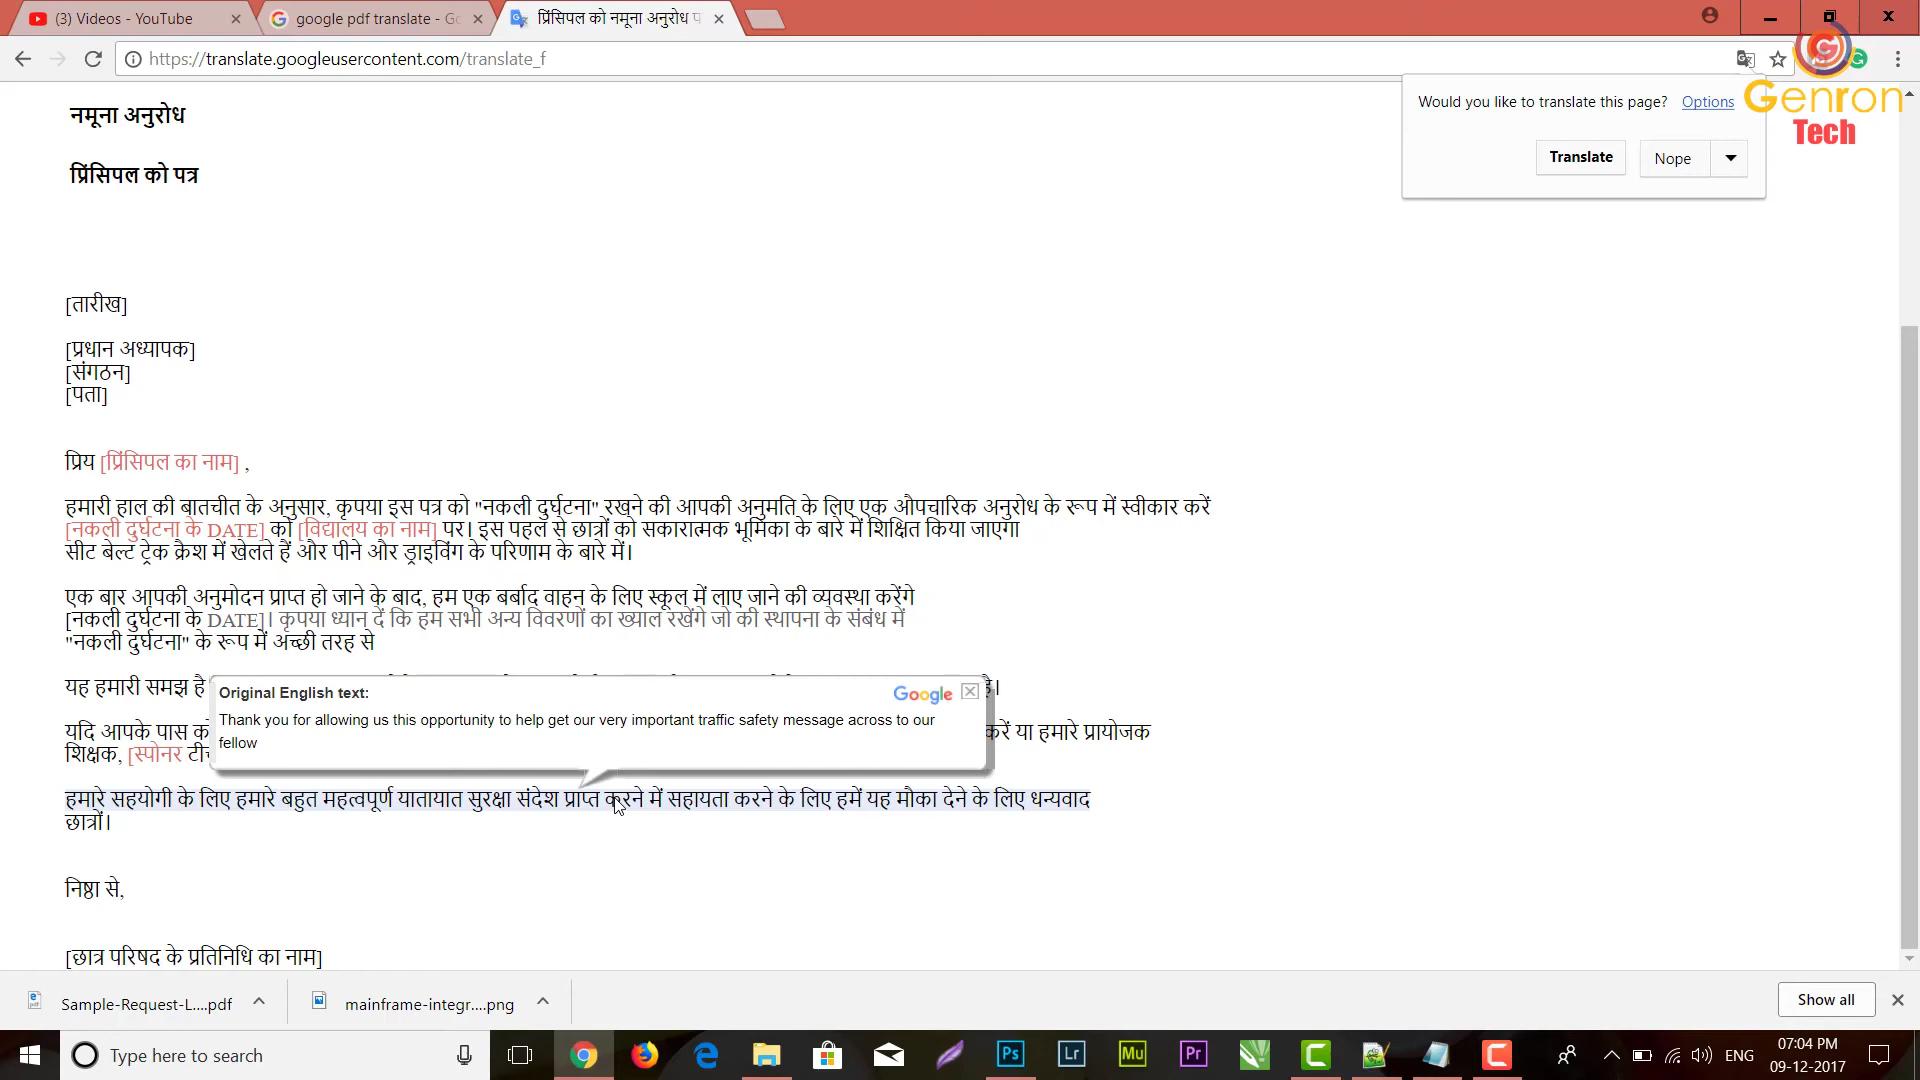 (3) Videos - YouTube
google pdf translate - Go
प्रिंसिपल को नमूना अनुरोध प
https://translate.googleusercontent.com/translate_f
Would you like to translate this page? Options
Translate
Nope
Genron
Tech
नमूना अनुरोध
प्रिंसिपल को पत्र
[तारीख]
[प्रधान अध्यापक]
[संगठन]
[पता]
प्रिय [प्रिंसिपल का नाम] ,
हमारी हाल की बातचीत के अनुसार, कृपया इस पत्र को "नकली दुर्घटना" रखने की आपकी अनुमति के लिए एक औपचारिक अनुरोध के रूप में स्वीकार करें
[नकली दुर्घटना के DATE] को [विद्यालय का नाम] पर। इस पहल से छात्रों को सकारात्मक भूमिका के बारे में शिक्षित किया जाएगा
सीट बेल्ट ट्रेक क्रैश में खेलते हैं और पीने और ड्राइविंग के परिणाम के बारे में।
एक बार आपकी अनुमोदन प्राप्त हो जाने के बाद, हम एक बर्बाद वाहन के लिए स्कूल में लाए जाने की व्यवस्था करेंगे
[नकली दुर्घटना के DATE]। कृपया ध्यान दें कि हम सभी अन्य विवरणों का ख्याल रखेंगे जो की स्थापना के संबंध में
"नकली दुर्घटना" के रूप में अच्छी तरह से
यह हमारी समझ है
Original English text:
Google
Thank you for allowing us this opportunity to help get our very important traffic safety message across to our
fellow
यदि आपके पास को
करें या हमारे प्रायोजक
शिक्षक, [स्पोनर टीच
हमारे सहयोगी के लिए हमारे बहुत महत्वपूर्ण यातायात सुरक्षा संदेश प्राप्त करने में सहायता करने के लिए हमें यह मौका देने के लिए धन्यवाद
छात्रों।
निष्ठा से,
[छात्र परिषद के प्रतिनिधि का नाम]
Sample-Request-L....pdf
mainframe-integr....png
Show all
Type here to search
Ps
Lr
Mu
Pr
ENG
07:04 PM
09-12-2017